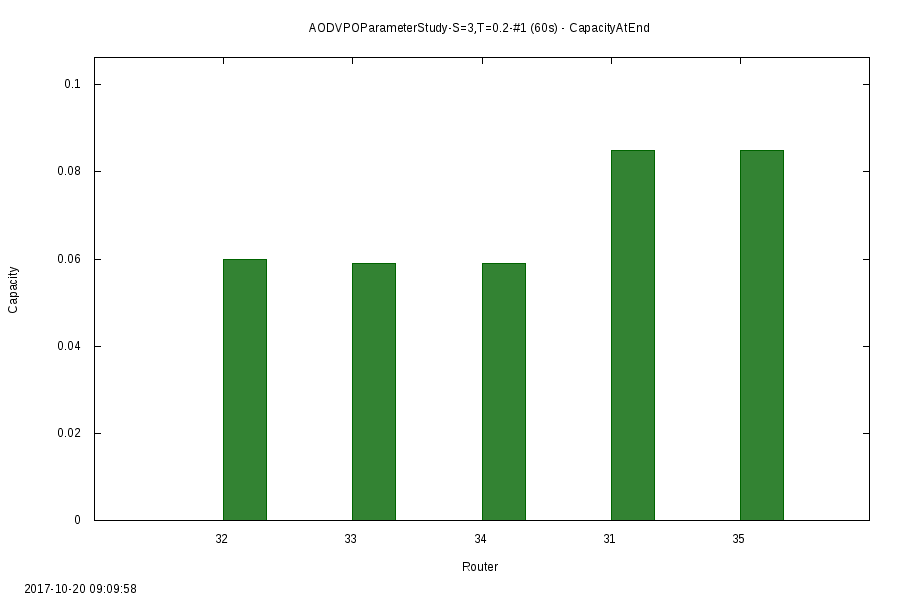 AODVPOParameterStudy-S=3,T=0.2-#1 (60s) - CapacityAtEnd
0.1
0.08
0.06
0.04
0.02
0
Capacity
32 33 34 31 35
Router
2017-10-20 09:09:58